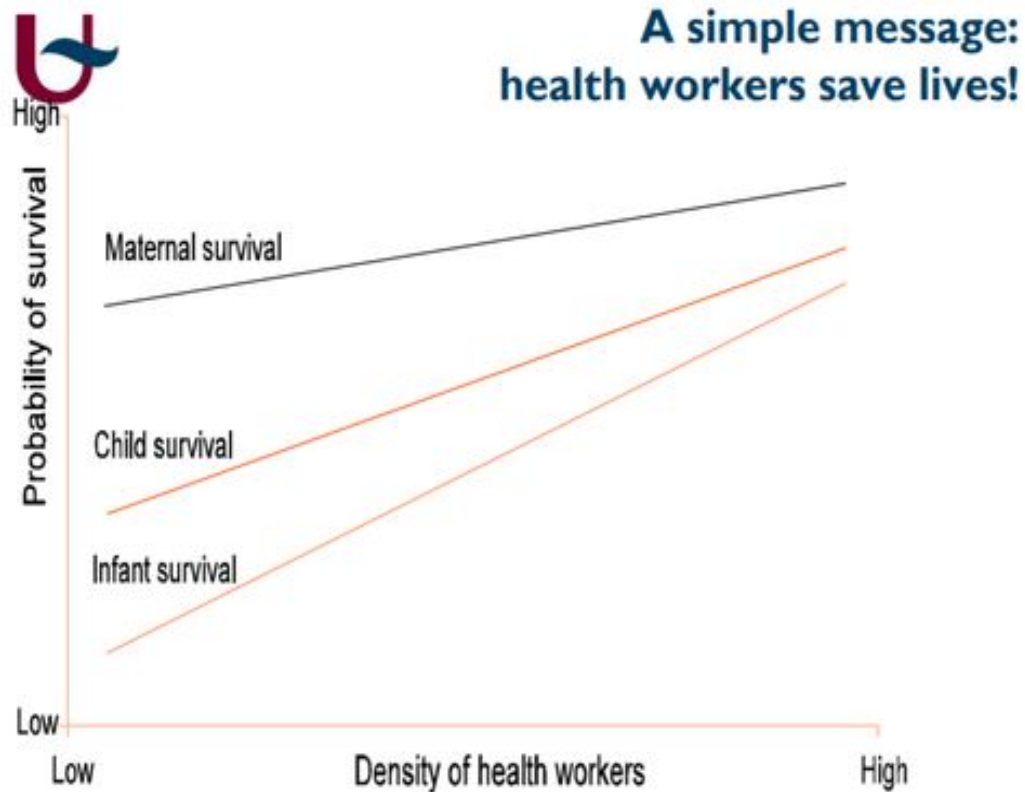 A simple message:
health workers save lives!
High
Probability of survival
Maternal survival
Child survival
Infant survival
Low
Low
Density of health workers
High